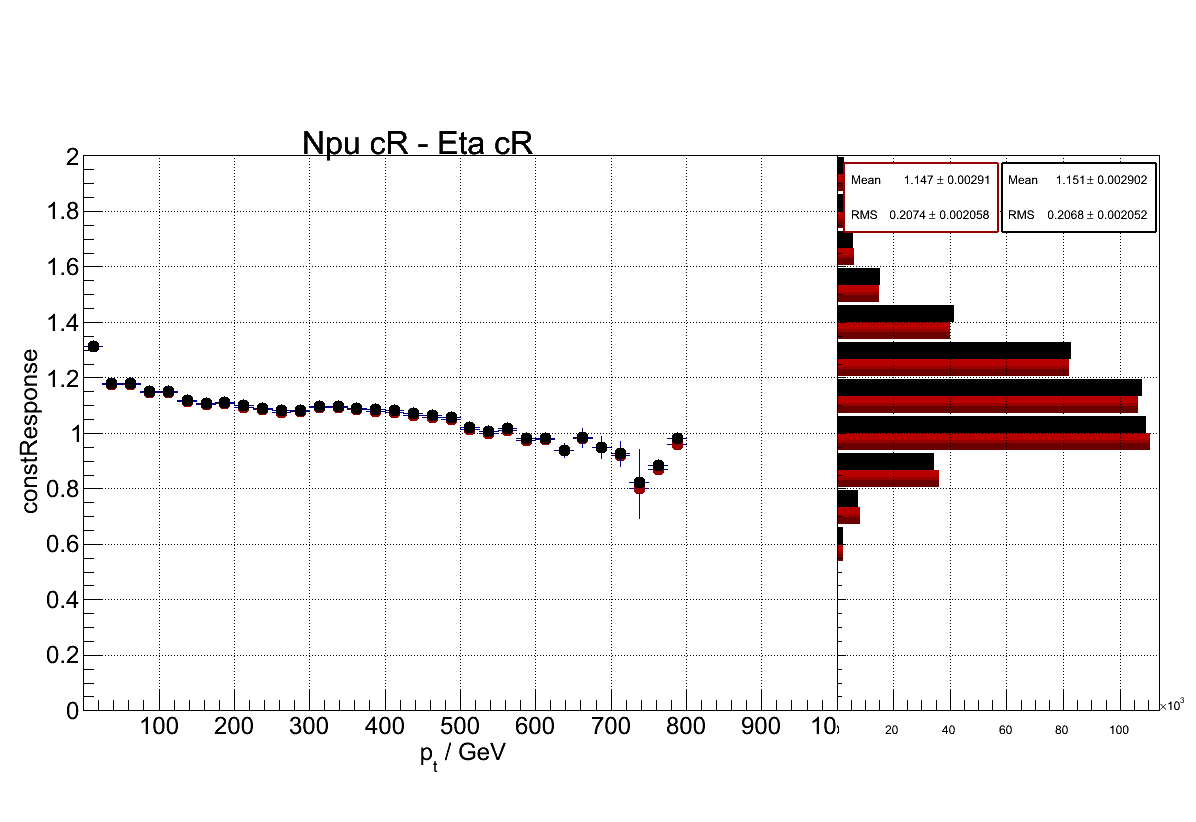 Npu cR - Eta cR
2
1.8
1.6
1.4
1.2
1
0.8
0.6
0.4
0.2
0
constResponse
100 200 300 400 500 600 700 800 900 10
p_t / GeV
Mean 1.147 ± 0.00291
RMS 0.2074 ± 0.002058
Mean 1.151 ± 0.002902
RMS 0.2068 ± 0.002052
20 40 60 80 100
×10³